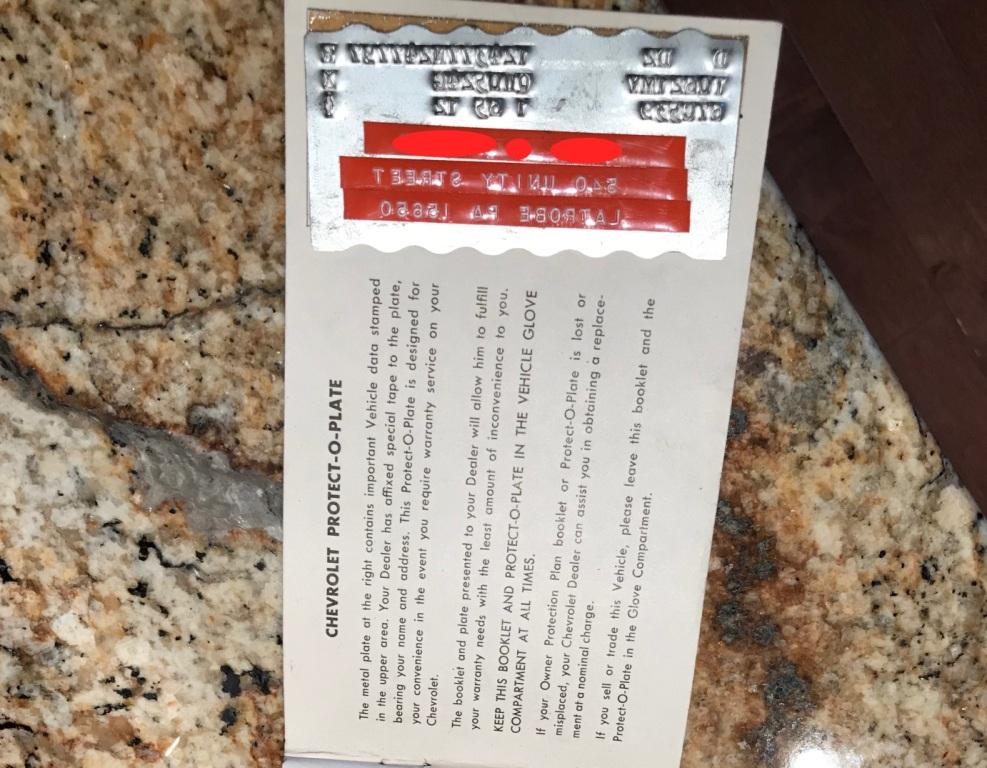 CHEVROLET PROTECT-O-PLATE
The metal plate at the right contains important Vehicle data stamped
in the upper area. Your Dealer has affixed special tape to the plate,
bearing your name and address. This Protect-O-Plate is designed for
your convenience in the event you require warranty service on your
Chevrolet.
The booklet and plate presented to your Dealer will allow him to fulfill
your warranty needs with the least amount of inconvenience to you.
KEEP THIS BOOKLET AND PROTECT-O-PLATE IN THE VEHICLE GLOVE
COMPARTMENT AT ALL TIMES.
If your Owner Protection Plan booklet or Protect-O-Plate is lost or
misplaced, your Chevrolet Dealer can assist you in obtaining a replace-
ment at a nominal charge.
If you sell or trade this Vehicle, please leave this booklet and the
Protect-O-Plate in the Glove Compartment.
540 UNITY STREET
LATROBE PA 15650